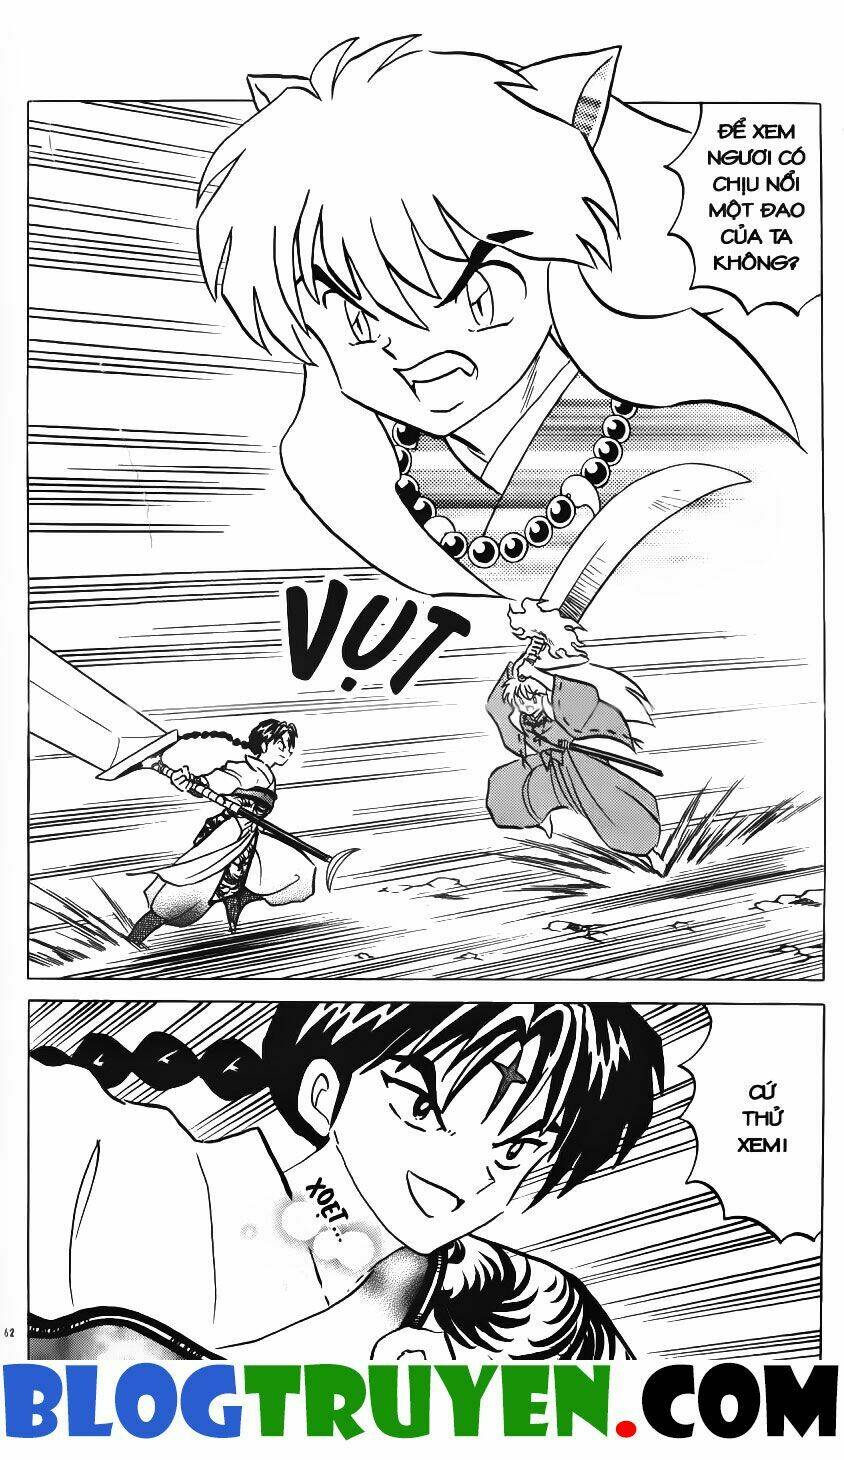 ĐỂ XEM
NGƯƠI CÓ
CHỊU NỔI
MỘT ĐAO
CỦA TA
KHÔNG?
VỤT
CỨ
THỬ
XEM!
XOẸT...
62
BLOGTRUYEN.COM